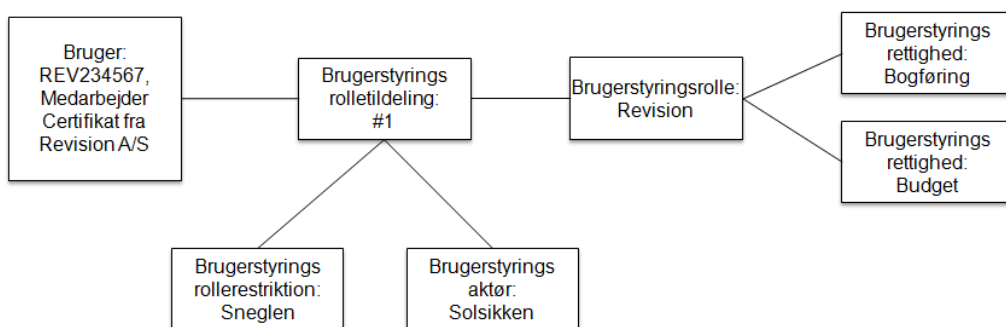 Bruger:
REV234567,
Medarbejder
Certifikat fra
Revision A/S
Brugerstyrings
rolletildeling:
#1
Brugerstyringsrolle:
Revision
Brugerstyrings
rettighed:
Bogføring
Brugerstyrings
rettighed:
Budget
Brugerstyrings
rollerestriktion:
Sneglen
Brugerstyrings
aktør:
Solsikken